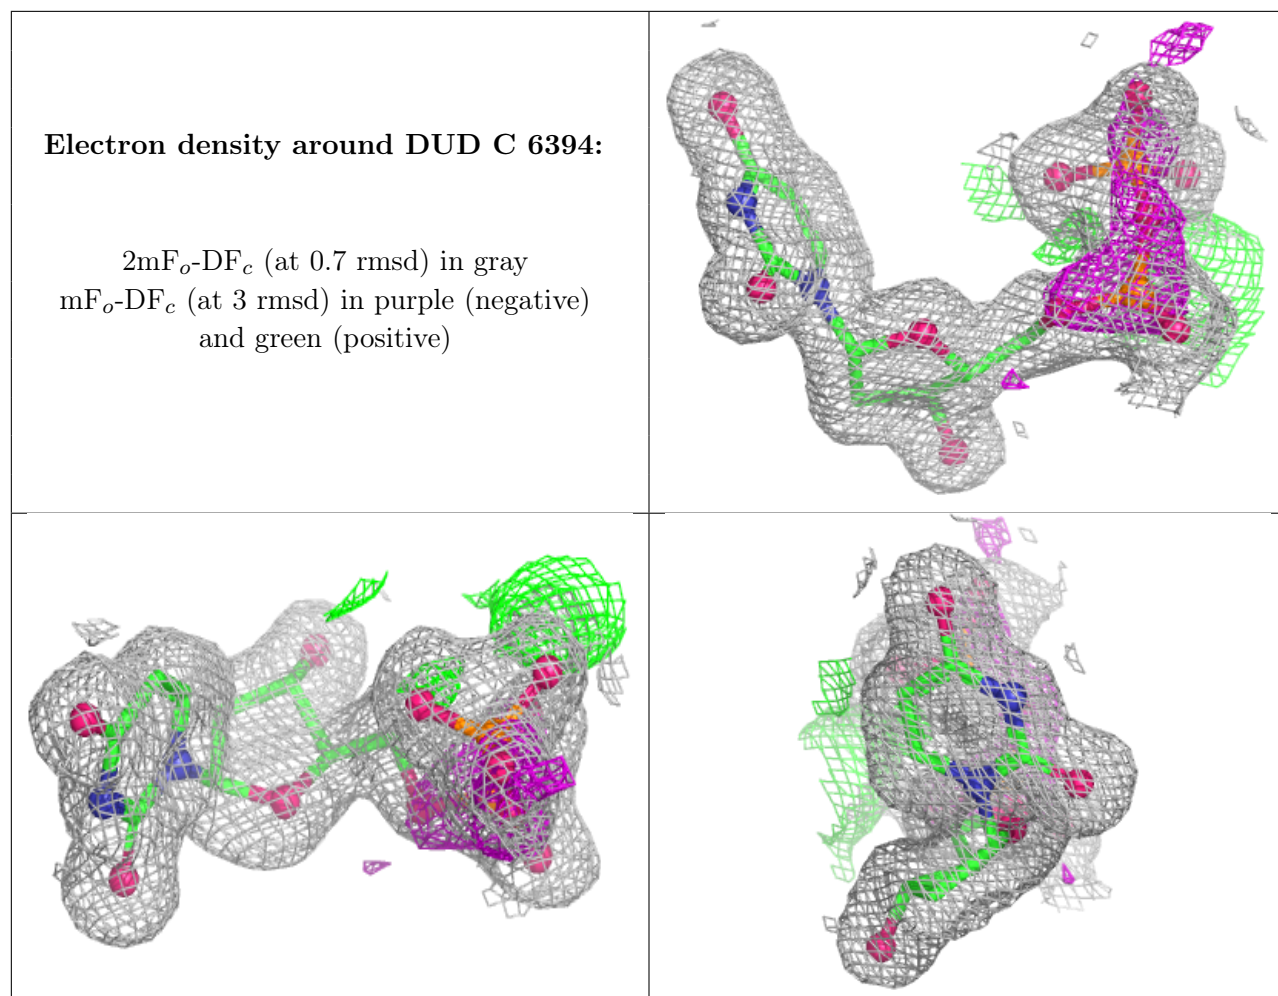 Electron density around DUD C 6394:
2mFₒ-DF𝒸 (at 0.7 rmsd) in gray
mFₒ-DF𝒸 (at 3 rmsd) in purple (negative)
and green (positive)